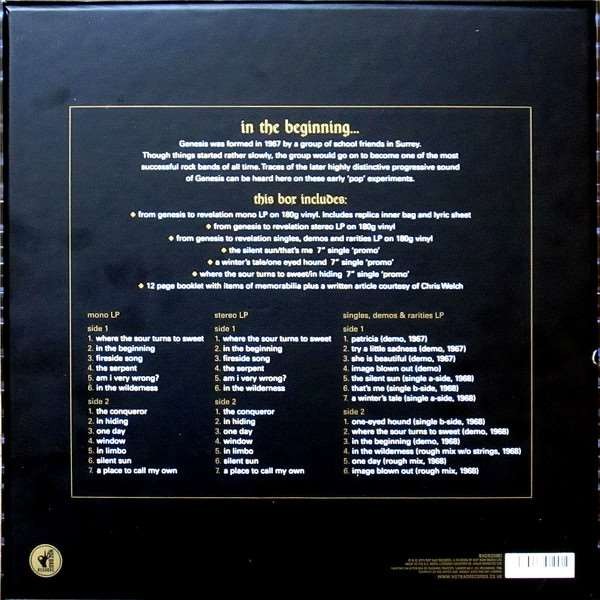 in the beginning...
Genesis was formed in 1967 by a group of school friends in Surrey.
Though things started rather slowly, the group would go on to become one of the most
successful rock bands of all time. Traces of the later highly distinctive progressive sound
of Genesis can be heard here on these early 'pop' experiments.
this box includes:
◆ from genesis to revelation mono LP on 180g vinyl. Includes replica inner bag and lyric sheet
◆ from genesis to revelation stereo LP on 180g vinyl
◆ from genesis to revelation singles, demos and rarities LP on 180g vinyl
◆ the silent sun/that's me 7" single 'promo'
◆ a winter's tale/one eyed hound 7" single 'promo'
◆ where the sour turns to sweet/in hiding 7" single 'promo'
◆ 12 page booklet with items of memorabilia plus a written article courtesy of Chris Welch
mono LP
side 1
1. where the sour turns to sweet
2. in the beginning
3. fireside song
4. the serpent
5. am i very wrong?
6. in the wilderness
side 2
1. the conqueror
2. in hiding
3. one day
4. window
5. in limbo
6. silent sun
7. a place to call my own
stereo LP
side 1
1. where the sour turns to sweet
2. in the beginning
3. fireside song
4. the serpent
5. am i very wrong?
6. in the wilderness
side 2
1. the conqueror
2. in hiding
3. one day
4. window
5. in limbo
6. silent sun
7. a place to call my own
singles, demos & rarities LP
side 1
1. patricia (demo, 1967)
2. try a little sadness (demo, 1967)
3. she is beautiful (demo, 1967)
4. image blown out (demo)
5. the silent sun (single a-side, 1968)
6. that's me (single b-side, 1968)
7. a winter's tale (single a-side, 1968)
side 2
1. one-eyed hound (single b-side, 1968)
2. where the sour turns to sweet (demo, 1968)
3. in the beginning (demo, 1968)
4. in the wilderness (rough mix w/o strings, 1968)
5. one day (rough mix, 1968)
6. image blown out (rough mix, 1968)